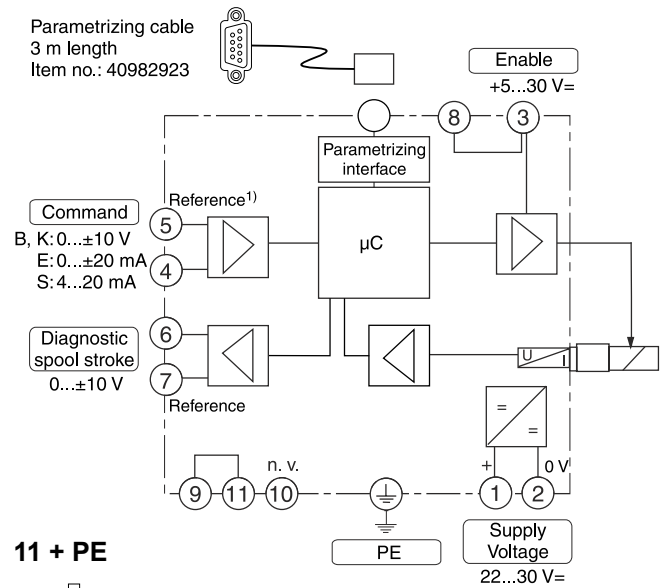 Parametrizing cable
3 m length
Item no.: 40982923
Enable
+5...30 V=
8
3
Parametrizing
interface
Reference1)
Command
5
B, K: 0...±10 V
E: 0...±20 mA
S: 4...20 mA
4
µC
6
Diagnostic
spool stroke
0...±10 V
7
Reference
U
I
=
=
+
0 V
n. v.
9
11
10
1
2
11 + PE
PE
Supply
Voltage
22...30 V=